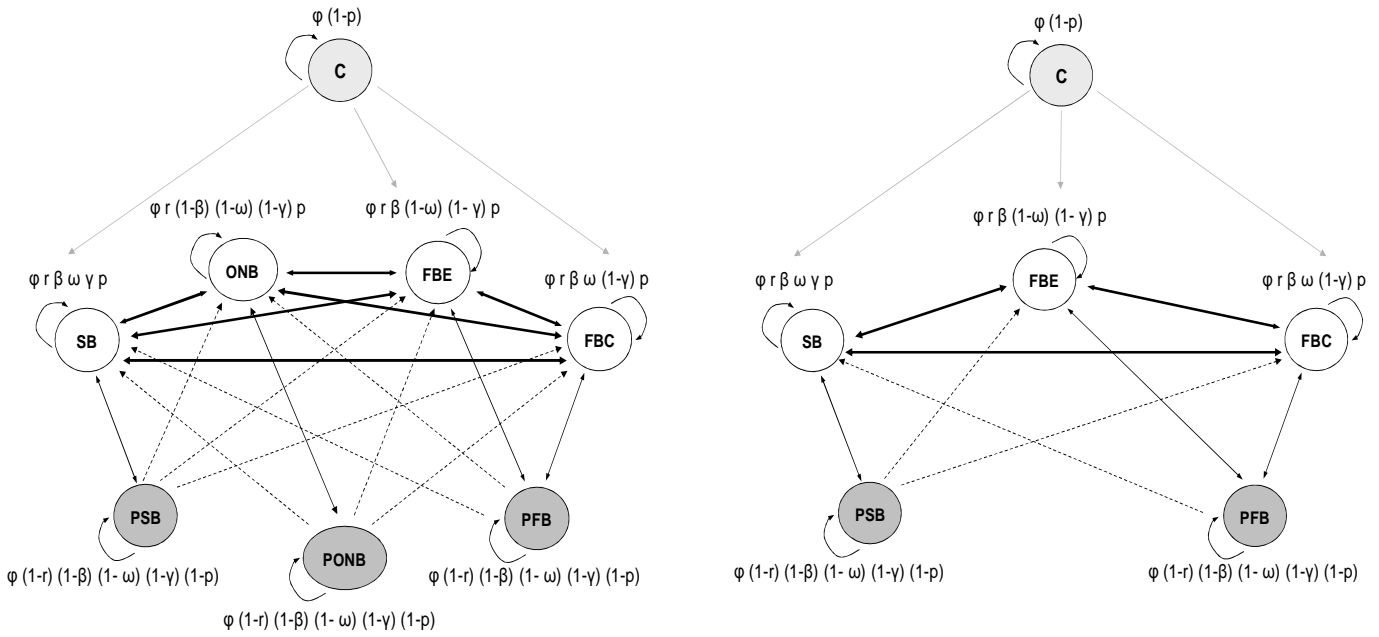 φ (1-p)
C
φ r (1-β) (1-ω) (1-γ) p
φ r β (1-ω) (1- γ) p
φ r β ω γ p
ONB
FBE
φ r β ω (1-γ) p
SB
FBC
PSB
PFB
PONB
φ (1-r) (1-β) (1- ω) (1-γ) (1-p)
φ (1-r) (1-β) (1- ω) (1-γ) (1-p)
φ (1-r) (1-β) (1- ω) (1-γ) (1-p)
φ (1-p)
C
φ r β (1-ω) (1- γ) p
φ r β ω γ p
FBE
φ r β ω (1-γ) p
SB
FBC
PSB
PFB
φ (1-r) (1-β) (1- ω) (1-γ) (1-p)
φ (1-r) (1-β) (1- ω) (1-γ) (1-p)